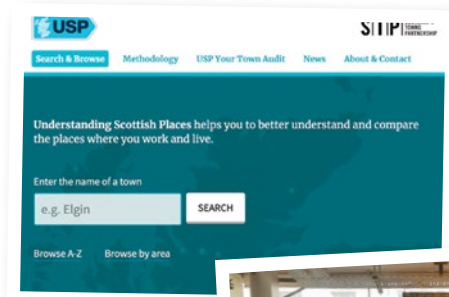 USP
TOWNS
PARTNERSHIP
Search & Browse Methodology USP Your Town Audit News About & Contact
Understanding Scottish Places helps you to better understand and compare
the places where you work and live.
Enter the name of a town
e.g. Elgin SEARCH
Browse A-Z Browse by area